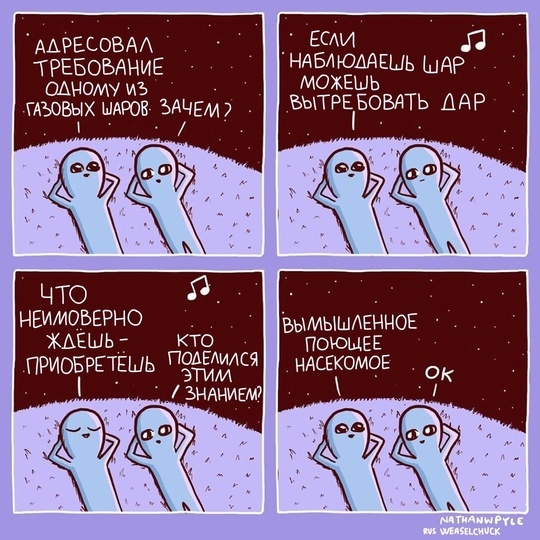 АДРЕСОВАЛ
ТРЕБОВАНИЕ
ОДНОМУ ИЗ
ГАЗОВЫХ ШАРОВ.
ЗАЧЕМ?
ЕСЛИ
НАБЛЮДАЕШЬ ШАР
МОЖЕШЬ
ВЫТРЕБОВАТЬ ДАР
ЧТО
НЕИМОВЕРНО
ЖДЁШЬ -
ПРИОБРЕТЁШЬ
КТО
ПОДЕЛИЛСЯ
ЭТИМ
ЗНАНИЕМ?
ВЫМЫШЛЕННОЕ
ПОЮЩЕЕ
НАСЕКОМОЕ
ОК
NATHANWPYLE
RUS WEASELCHUCK